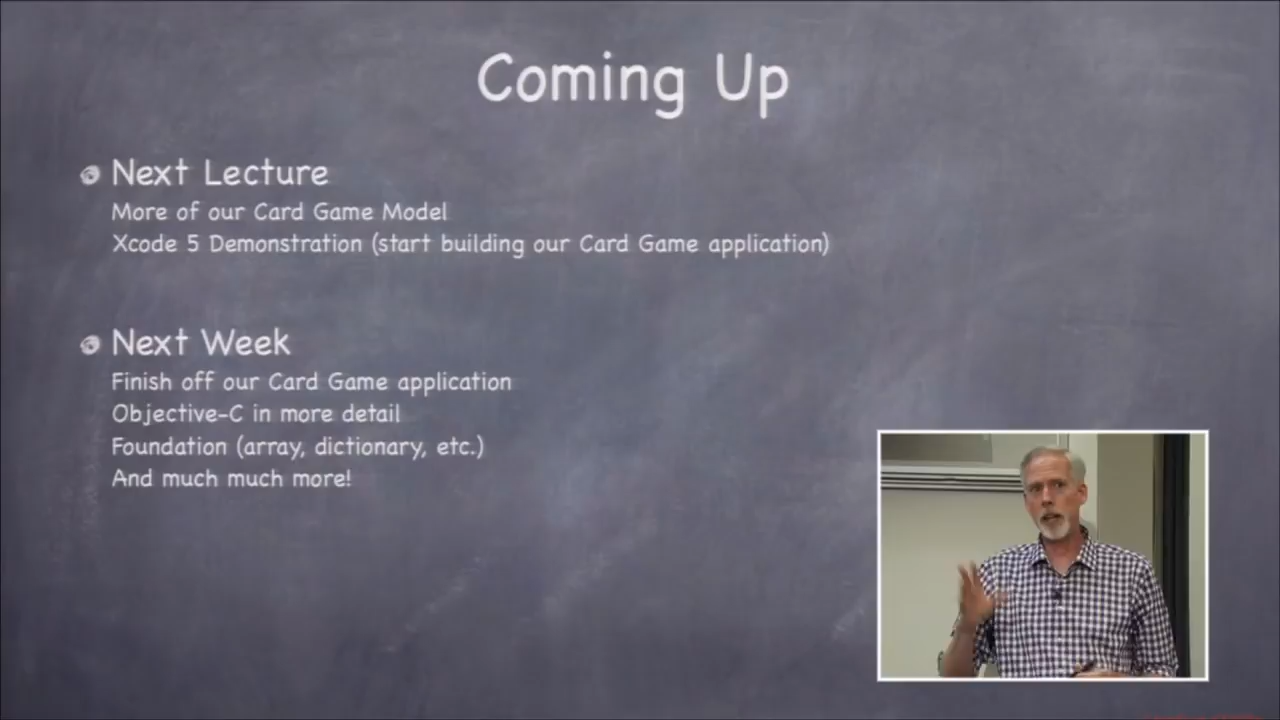 Coming Up
Next Lecture
More of our Card Game Model
Xcode 5 Demonstration (start building our Card Game application)
Next Week
Finish off our Card Game application
Objective-C in more detail
Foundation (array, dictionary, etc.)
And much much more!